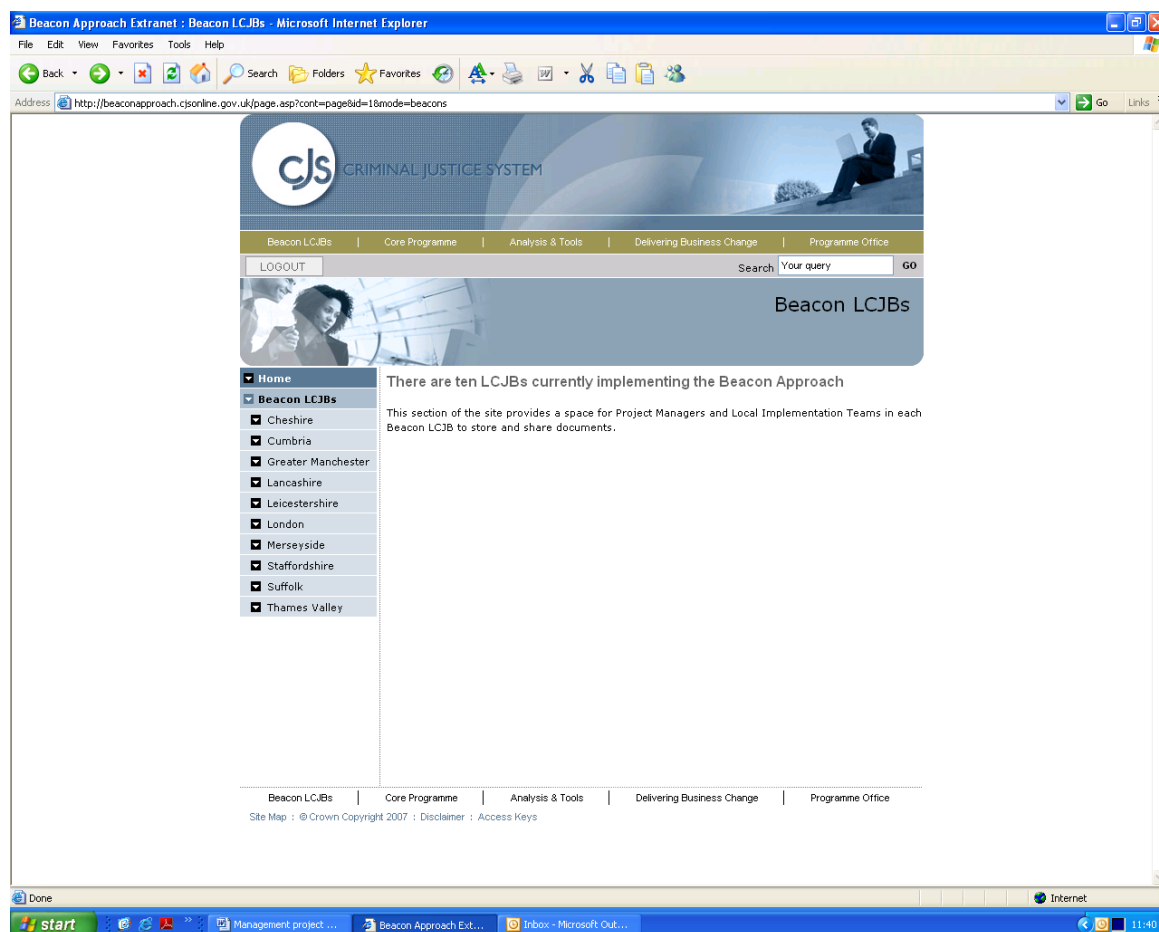 Beacon Approach Extranet : Beacon LCJBs - Microsoft Internet Explorer
File Edit View Favorites Tools Help
Back Search Folders Favorites
Address http://beaconapproach.cjsonline.gov.uk/page.asp?cont=page&id=1&mode=beacons Go Links
cjs CRIMINAL JUSTICE SYSTEM
Beacon LCJBs | Core Programme | Analysis & Tools | Delivering Business Change | Programme Office
LOGOUT Search Your query GO
Beacon LCJBs
Home
Beacon LCJBs
Cheshire
Cumbria
Greater Manchester
Lancashire
Leicestershire
London
Merseyside
Staffordshire
Suffolk
Thames Valley
There are ten LCJBs currently implementing the Beacon Approach
This section of the site provides a space for Project Managers and Local Implementation Teams in each
Beacon LCJB to store and share documents.
Beacon LCJBs | Core Programme | Analysis & Tools | Delivering Business Change | Programme Office
Site Map : © Crown Copyright 2007 : Disclaimer : Access Keys
Done Internet
start Management project ... Beacon Approach Ext... Inbox - Microsoft Out... 11:40